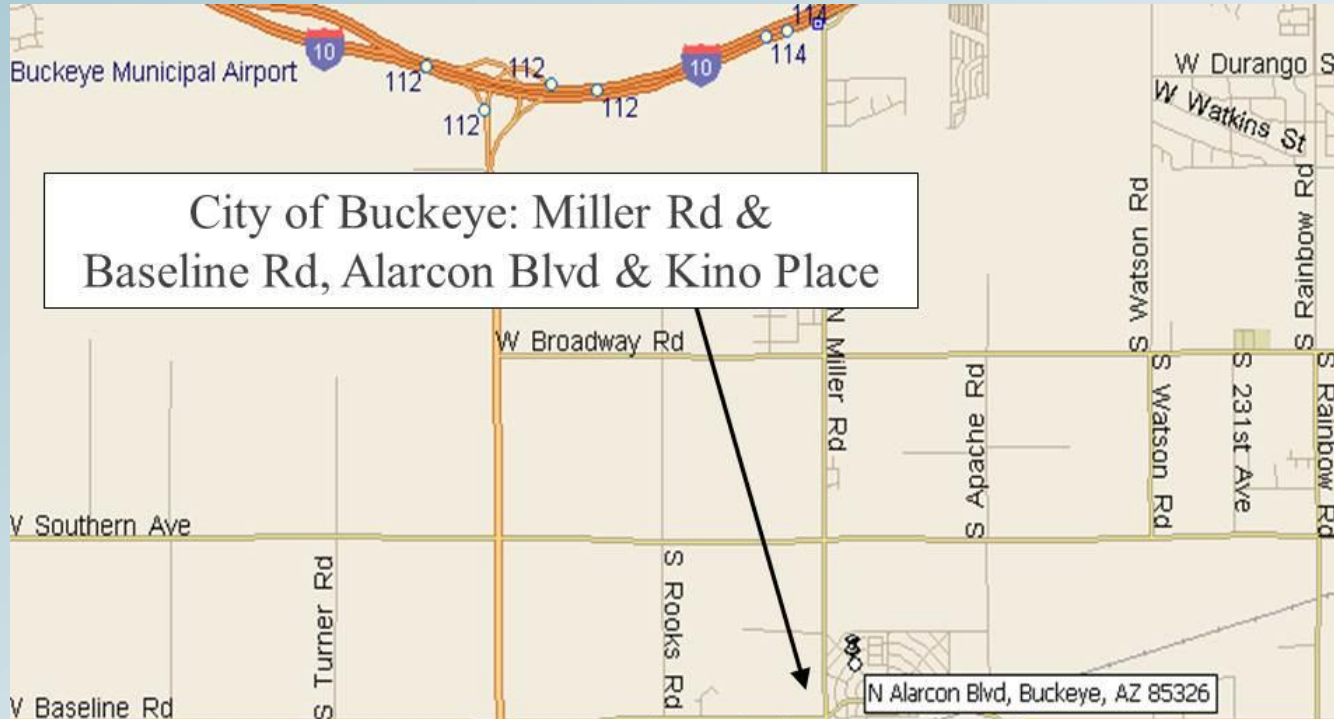 114
10
10
114
Buckeye Municipal Airport
112
112
112
112
W Durango S
W Watkins St
City of Buckeye: Miller Rd &
Baseline Rd, Alarcon Blvd & Kino Place
S Watson Rd
S Rainbow Rd
W Broadway Rd
N Miller Rd
S Apache Rd
S Watson Rd
S 231st Ave
S Rainbow Rd
W Southern Ave
S Turner Rd
S Rooks Rd
N Alarcon Blvd, Buckeye, AZ 85326
W Baseline Rd